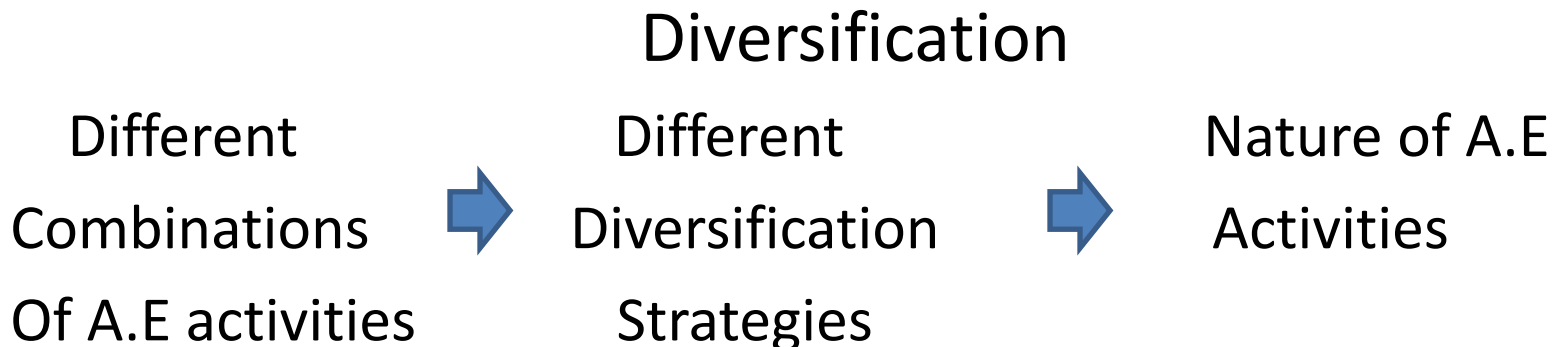 Diversification
Different
Combinations
Of A.E activities
Different
Diversification
Strategies
Nature of A.E
Activities